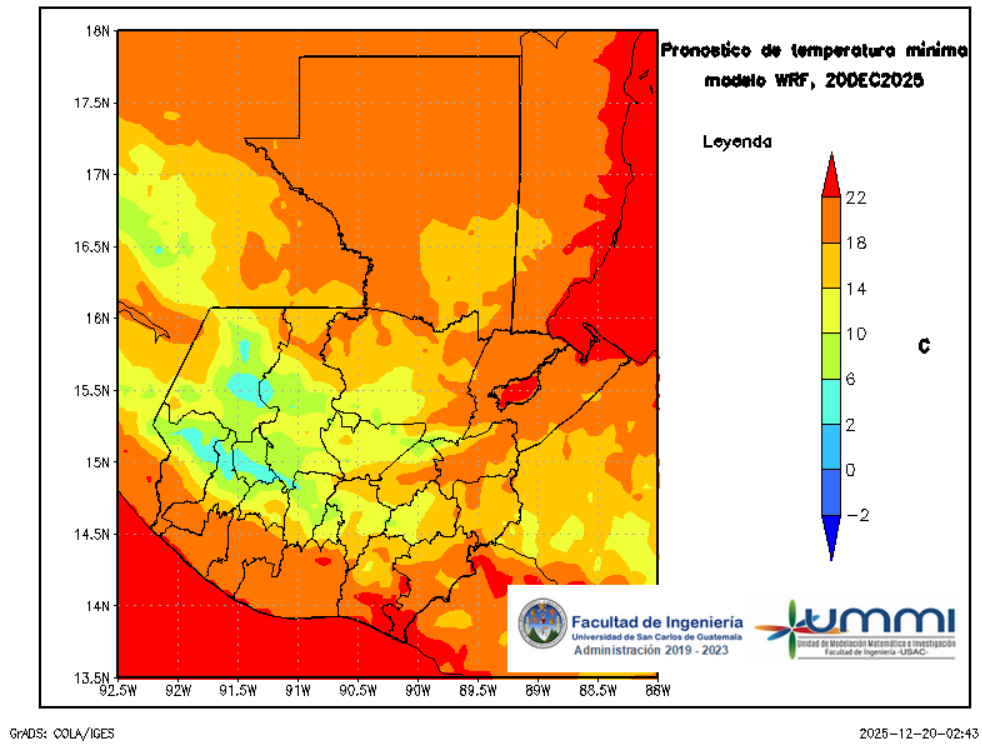 Pronostico de temperatura minima
modelo WRF, 20DEC2025
Leyenda
22
18
14
10
6
2
0
−2
C
18N
17.5N
17N
16.5N
16N
15.5N
15N
14.5N
14N
13.5N
92.5W 92W 91.5W 91W 90.5W 90W 89.5W 89W 88.5W 88W
Facultad de Ingeniería
Universidad de San Carlos de Guatemala
Administración 2019 - 2023
ummi
Unidad de Modelación Matemática e Investigación
Facultad de Ingeniería -USAC-
GrADS: COLA/IGES
2025-12-20-02:43